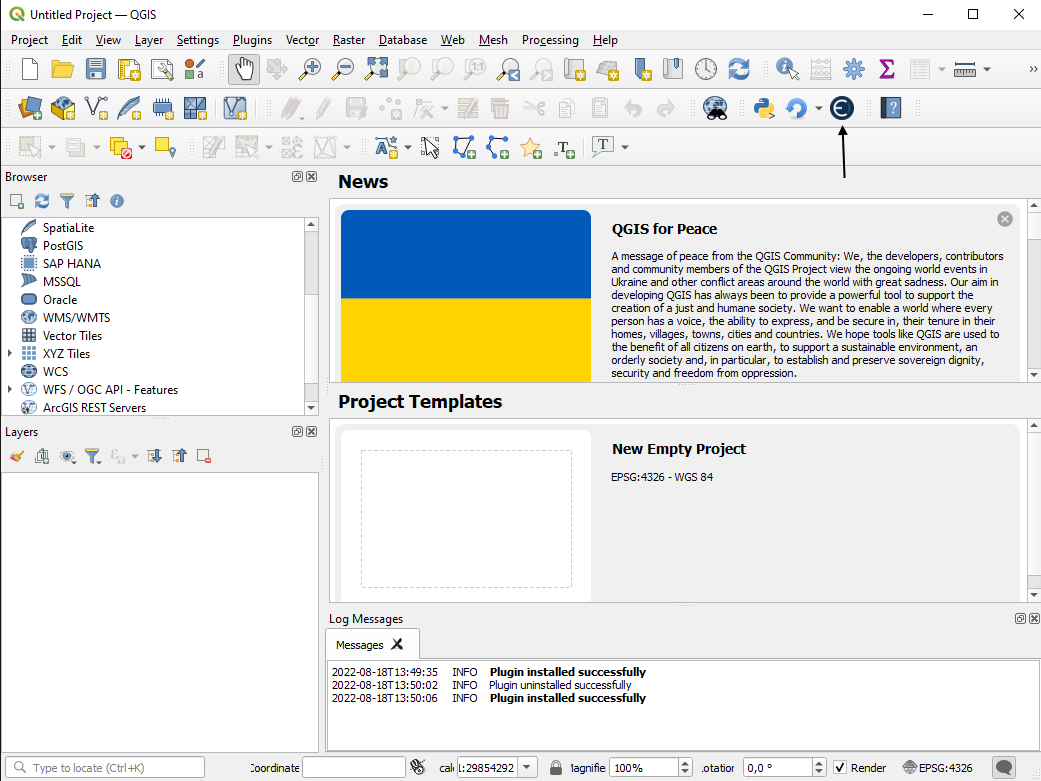 Untitled Project — QGIS
Project Edit View Layer Settings Plugins Vector Raster Database Web Mesh Processing Help
1:1
»
T
T
Browser
SpatiaLite
PostGIS
SAP HANA
MSSQL
Oracle
WMS/WMTS
Vector Tiles
XYZ Tiles
WCS
WFS / OGC API - Features
ArcGIS REST Servers
Layers
News
QGIS for Peace
A message of peace from the QGIS Community: We, the developers, contributors
and community members of the QGIS Project view the ongoing world events in
Ukraine and other conflict areas around the world with great sadness. Our aim in
developing QGIS has always been to provide a powerful tool to support the
creation of a just and humane society. We want to enable a world where every
person has a voice, the ability to express, and be secure in, their tenure in their
homes, villages, towns, cities and countries. We hope tools like QGIS are used to
the benefit of all citizens on earth, to support a sustainable environment, an
orderly society and, in particular, to establish and preserve sovereign dignity,
security and freedom from oppression.
Project Templates
New Empty Project
EPSG:4326 - WGS 84
Log Messages
Messages
2022-08-18T13:49:35 INFO Plugin installed successfully
2022-08-18T13:50:02 INFO Plugin uninstalled successfully
2022-08-18T13:50:06 INFO Plugin installed successfully
Type to locate (Ctrl+K) Coordinate cale 1:29854292 Magnifie 100% Rotation 0,0 ° Render EPSG:4326